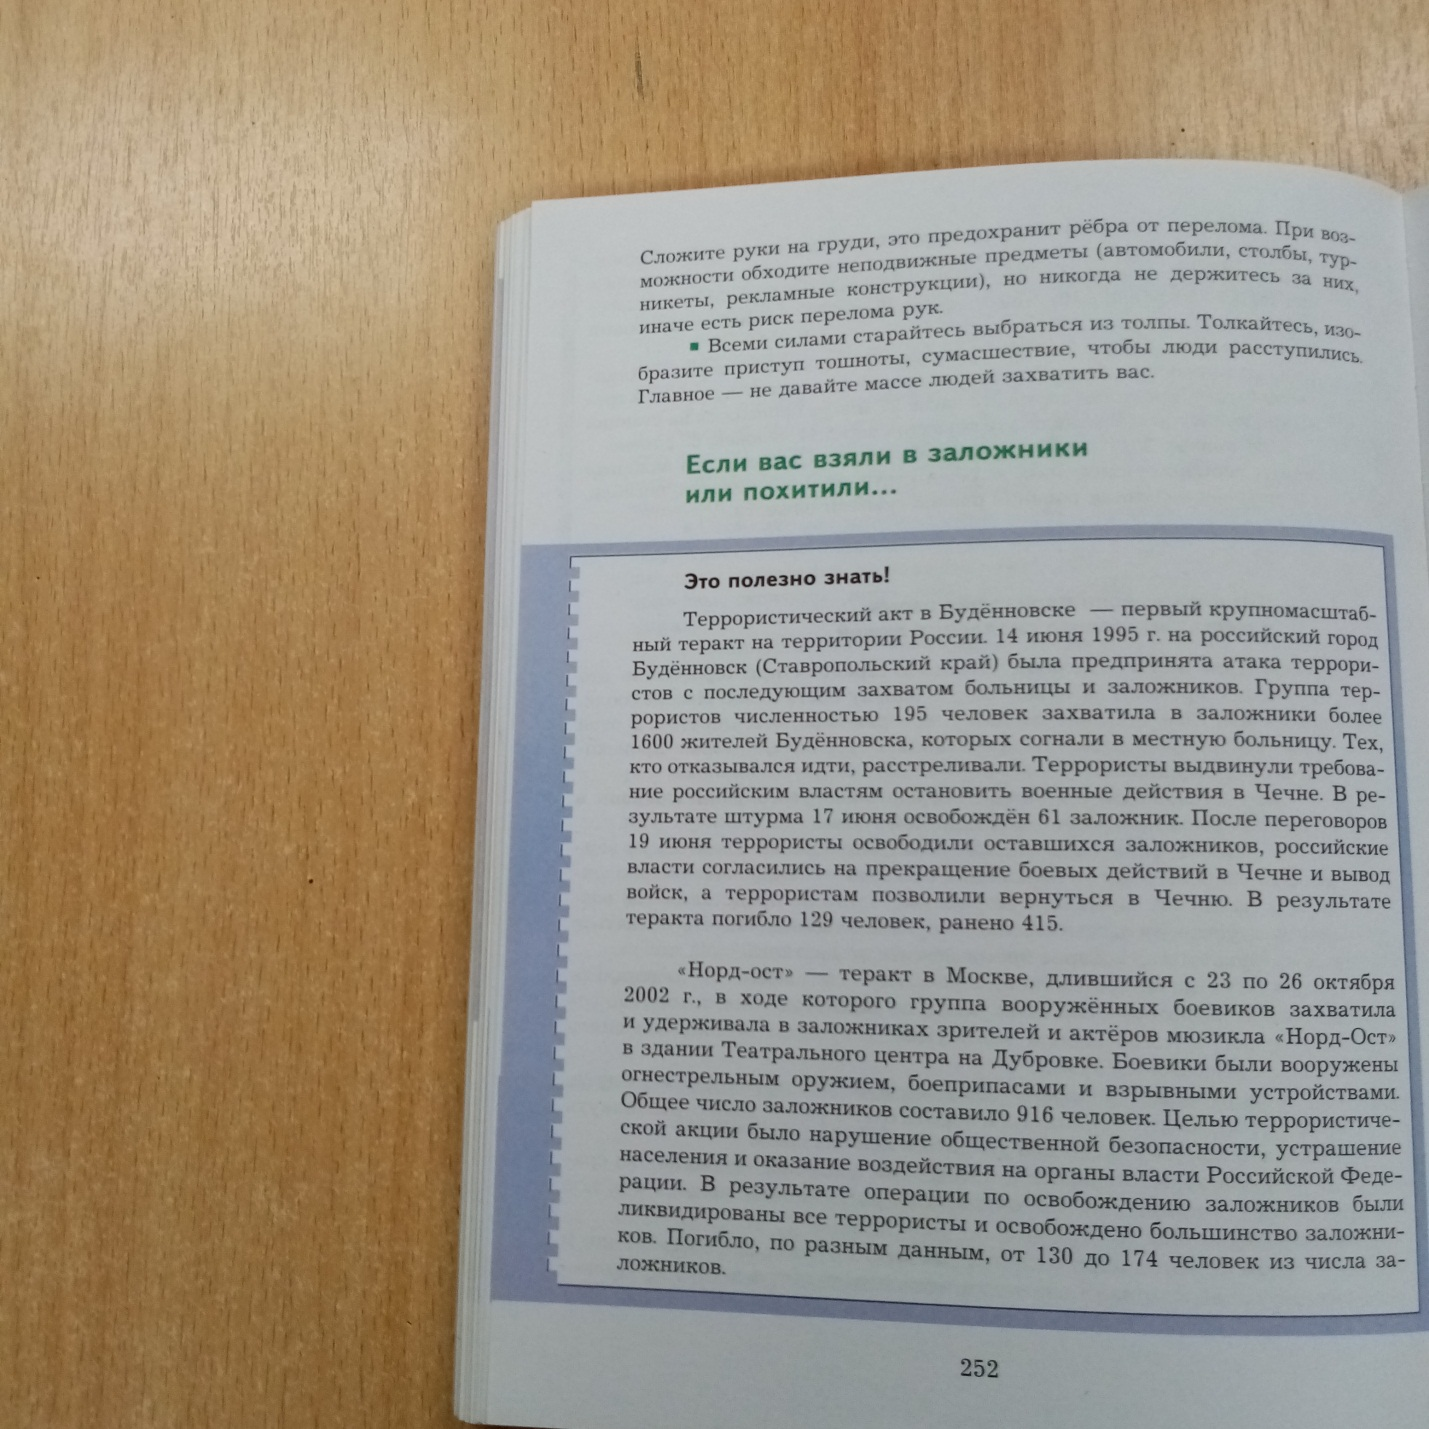 Сложите руки на груди, это предохранит рёбра от перелома. При воз-
можности обходите неподвижные предметы (автомобили, столбы, тур-
никеты, рекламные конструкции), но никогда не держитесь за них,
иначе есть риск перелома рук.
▪ Всеми силами старайтесь выбраться из толпы. Толкайтесь, изо-
бразите приступ тошноты, сумасшествие, чтобы люди расступились.
Главное — не давайте массе людей захватить вас.
Если вас взяли в заложники
или похитили...
Это полезно знать!
Террористический акт в Будённовске — первый крупномасштаб-
ный теракт на территории России. 14 июня 1995 г. на российский город
Будённовск (Ставропольский край) была предпринята атака террори-
стов с последующим захватом больницы и заложников. Группа тер-
рористов численностью 195 человек захватила в заложники более
1600 жителей Будённовска, которых согнали в местную больницу. Тех,
кто отказывался идти, расстреливали. Террористы выдвинули требова-
ние российским властям остановить военные действия в Чечне. В ре-
зультате штурма 17 июня освобождён 61 заложник. После переговоров
19 июня террористы освободили оставшихся заложников, российские
власти согласились на прекращение боевых действий в Чечне и вывод
войск, а террористам позволили вернуться в Чечню. В результате
теракта погибло 129 человек, ранено 415.
«Норд-ост» — теракт в Москве, длившийся с 23 по 26 октября
2002 г., в ходе которого группа вооружённых боевиков захватила
и удерживала в заложниках зрителей и актёров мюзикла «Норд-Ост»
в здании Театрального центра на Дубровке. Боевики были вооружены
огнестрельным оружием, боеприпасами и взрывными устройствами.
Общее число заложников составило 916 человек. Целью террористиче-
ской акции было нарушение общественной безопасности, устрашение
населения и оказание воздействия на органы власти Российской Феде-
рации. В результате операции по освобождению заложников были
ликвидированы все террористы и освобождено большинство заложни-
ков. Погибло, по разным данным, от 130 до 174 человек из числа за-
ложников.
252